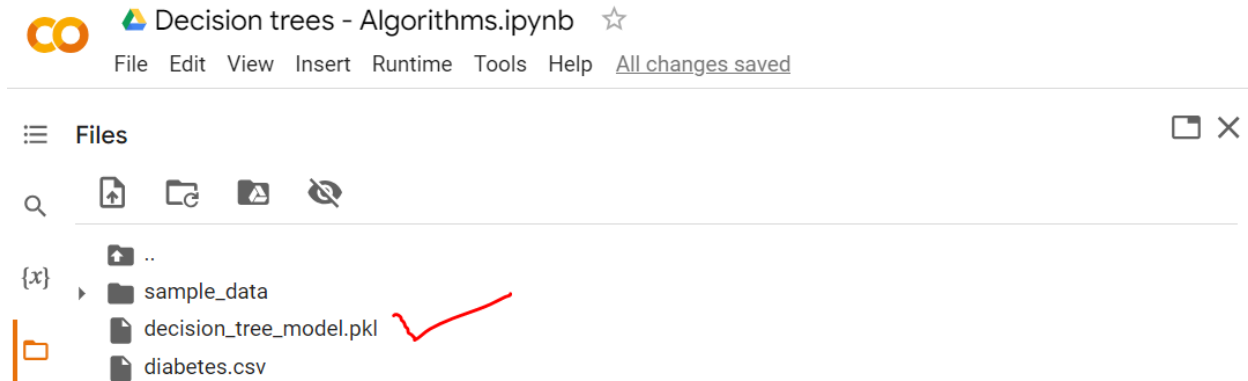 Decision trees - Algorithms.ipynb
File Edit View Insert Runtime Tools Help All changes saved
Files
..
{x}
sample_data
decision_tree_model.pkl
diabetes.csv